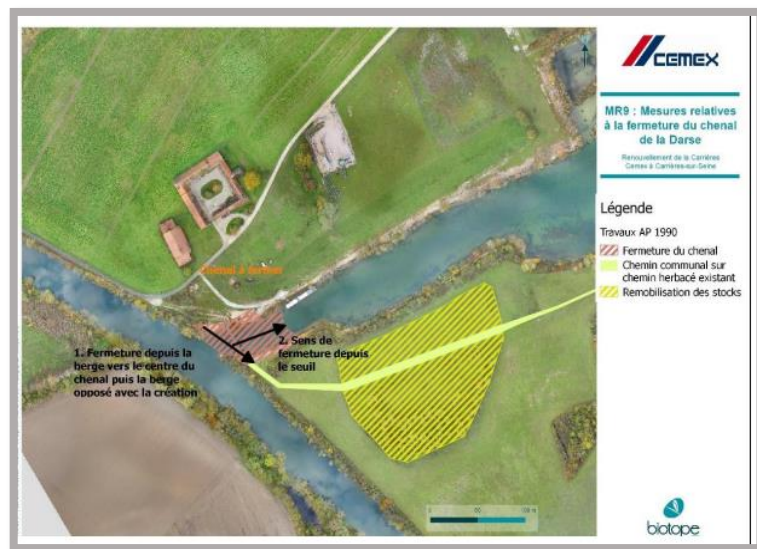 CEMEX
MR9 : Mesures relatives
à la fermeture du chenal
de la Darse
Renouvellement de la Carrières
Cemex à Carrières-sur-Seine
Légende
Travaux AP 1990
Fermeture du chenal
Chemin communal sur
chemin herbacé existant
Remobilisation des stocks
Chenal à fermer
1. Fermeture depuis la
berge vers le centre du
chenal puis la berge
opposé avec la création
2. Sens de
fermeture depuis
le seuil
0
biotope